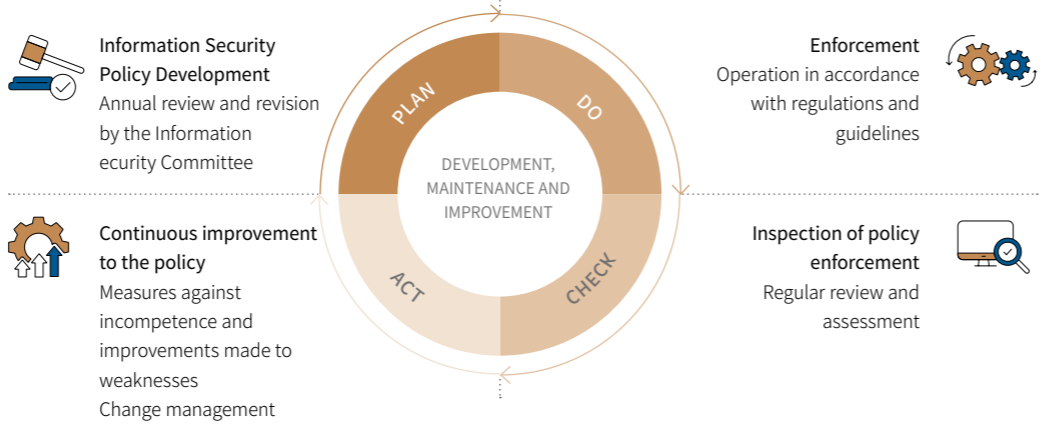 Information Security
Policy Development
Annual review and revision
by the Information
ecurity Committee
PLAN
DO
Enforcement
Operation in accordance
with regulations and
guidelines
DEVELOPMENT,
MAINTENANCE AND
IMPROVEMENT
Continuous improvement
to the policy
Measures against
incompetence and
improvements made to
weaknesses
Change management
ACT
CHECK
Inspection of policy
enforcement
Regular review and
assessment